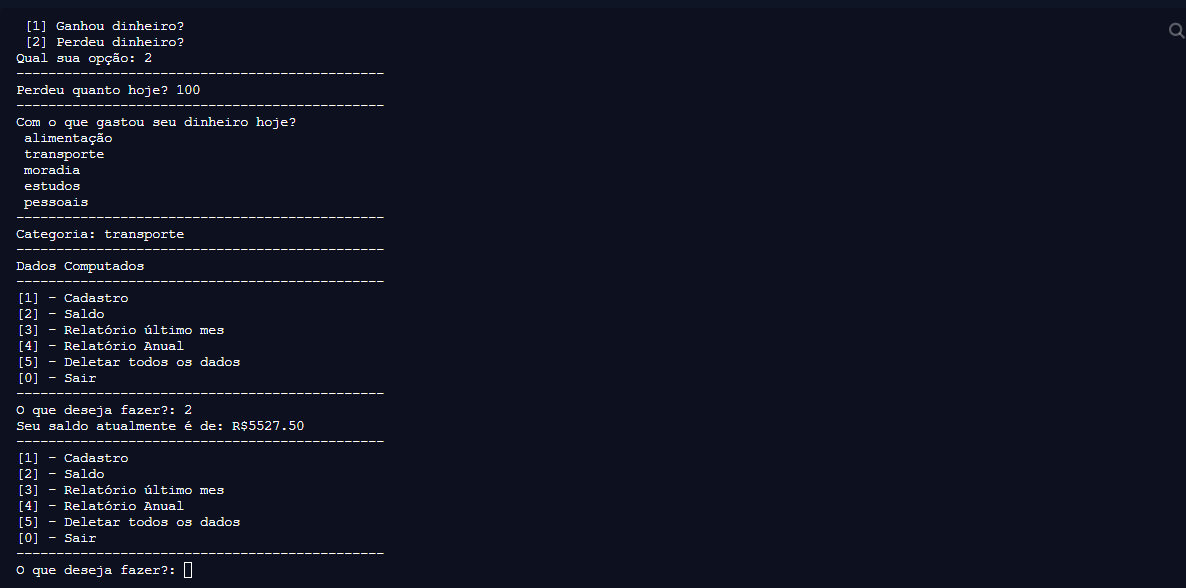 [1] Ganhou dinheiro?
[2] Perdeu dinheiro?
Qual sua opção: 2
----------------------------------------------
Perdeu quanto hoje? 100
----------------------------------------------
Com o que gastou seu dinheiro hoje?
alimentação
transporte
moradia
estudos
pessoais
----------------------------------------------
Categoria: transporte
----------------------------------------------
Dados Computados
----------------------------------------------
[1] - Cadastro
[2] - Saldo
[3] - Relatório último mes
[4] - Relatório Anual
[5] - Deletar todos os dados
[0] - Sair
----------------------------------------------
O que deseja fazer?: 2
Seu saldo atualmente é de: R$5527.50
----------------------------------------------
[1] - Cadastro
[2] - Saldo
[3] - Relatório último mes
[4] - Relatório Anual
[5] - Deletar todos os dados
[0] - Sair
----------------------------------------------
O que deseja fazer?: